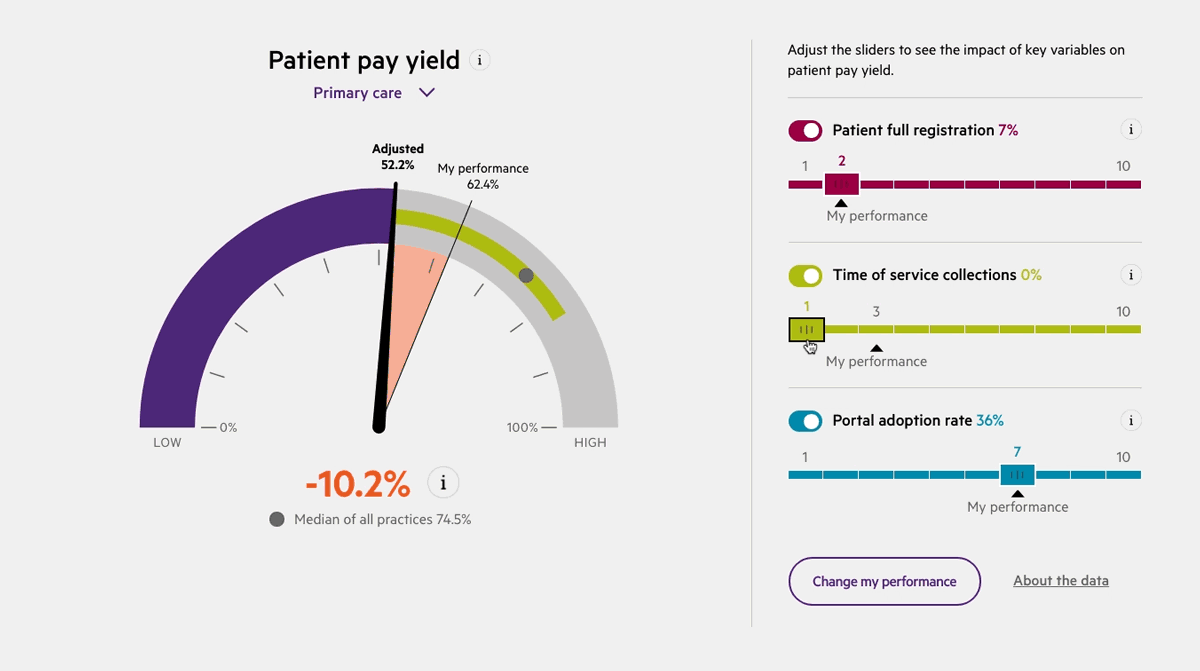 Patient pay yield i
Primary care
Adjusted
52.2%
My performance
62.4%
0%
100%
LOW
HIGH
-10.2% i
Median of all practices 74.5%
Adjust the sliders to see the impact of key variables on
patient pay yield.
Patient full registration 7% i
1 2 10
My performance
Time of service collections 0% i
1 3 10
My performance
Portal adoption rate 36% i
1 7 10
My performance
Change my performance
About the data